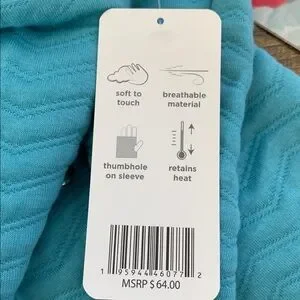 soft to
touch
breathable
material
thumbhole
on sleeve
retains
heat
1 95944 46077 2
MSRP $ 64.00